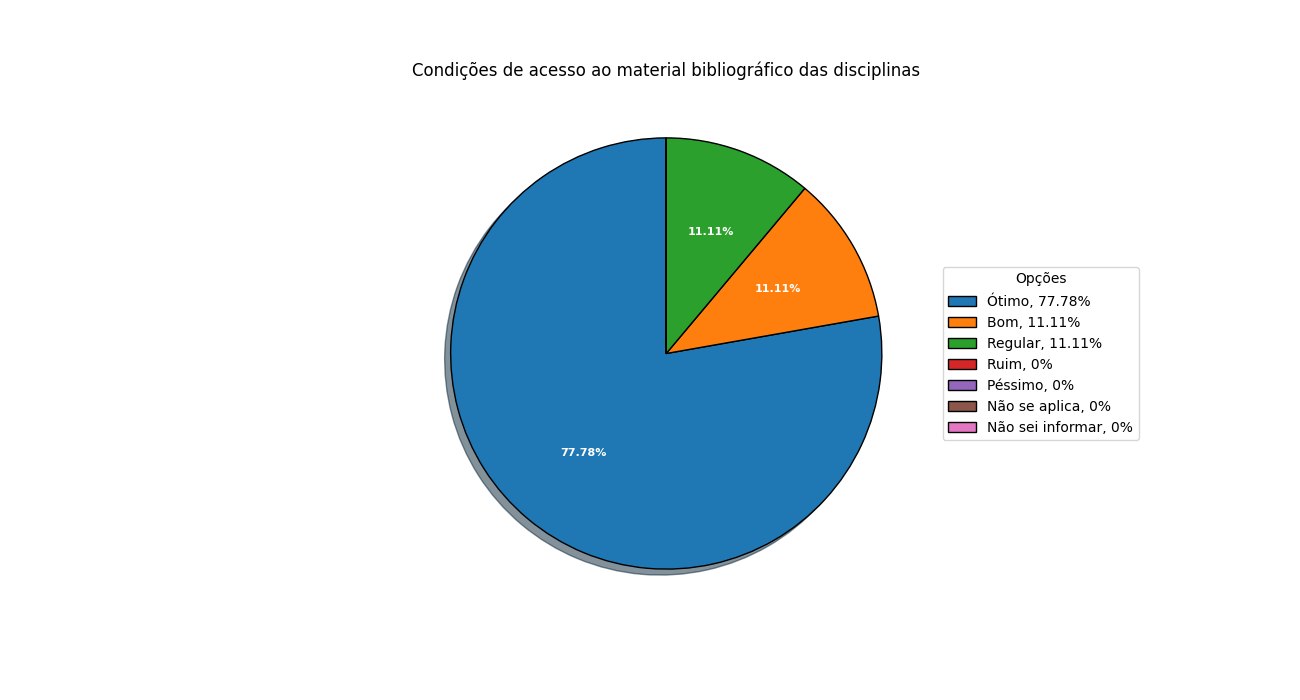 Condições de acesso ao material bibliográfico das disciplinas
11.11%
11.11%
77.78%
Opções
Ótimo, 77.78%
Bom, 11.11%
Regular, 11.11%
Ruim, 0%
Péssimo, 0%
Não se aplica, 0%
Não sei informar, 0%